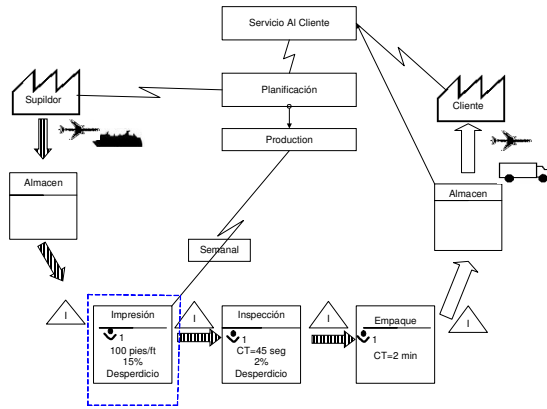 Servicio Al Cliente
Planificación
Supildor
Cliente
Production
Almacen
Almacen
Semanal
I
Impresión
1
100 pies/ft
15%
Desperdicio
I
Inspección
1
CT=45 seg
2%
Desperdicio
I
Empaque
1
CT=2 min
I